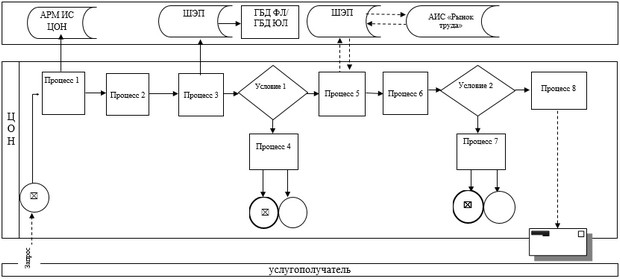 АРМ ИС
ЦОН
ШЭП
ГБД ФЛ/
ГБД ЮЛ
ШЭП
АИС «Рынок
труда»
ЦОН
Процесс 1
Процесс 2
Процесс 3
Условие 1
Процесс 5
Процесс 6
Условие 2
Процесс 8
Процесс 4
Процесс 7
Запрос
услугополучатель